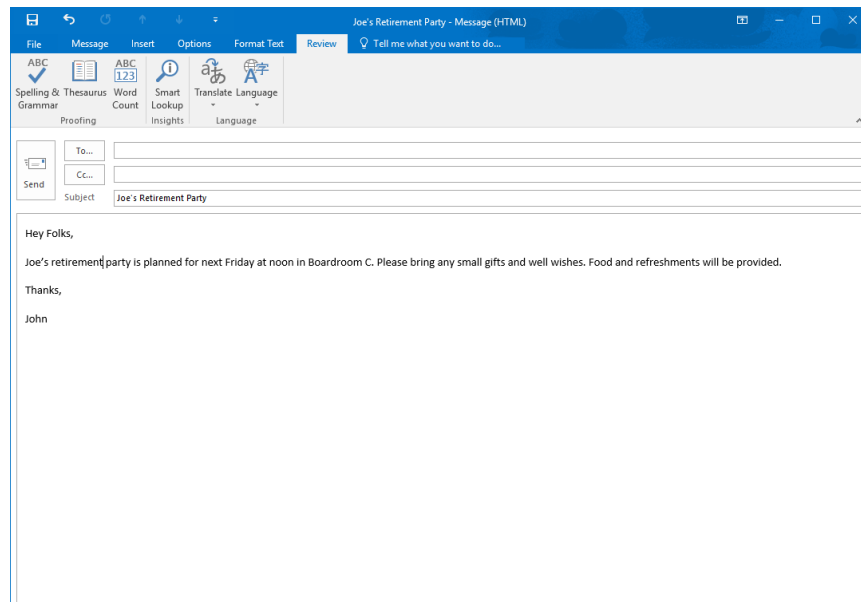 Joe's Retirement Party - Message (HTML)
File Message Insert Options Format Text Review Tell me what you want to do...
ABC ABC
123
a あ 字 A
Spelling & Thesaurus Word Smart Translate Language
Grammar Count Lookup
Proofing Insights Language
To...
Cc...
Send
Subject Joe's Retirement Party
Hey Folks,
Joe's retirement party is planned for next Friday at noon in Boardroom C. Please bring any small gifts and well wishes. Food and refreshments will be provided.
Thanks,
John